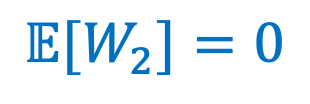 𝔼[W₂] = 0